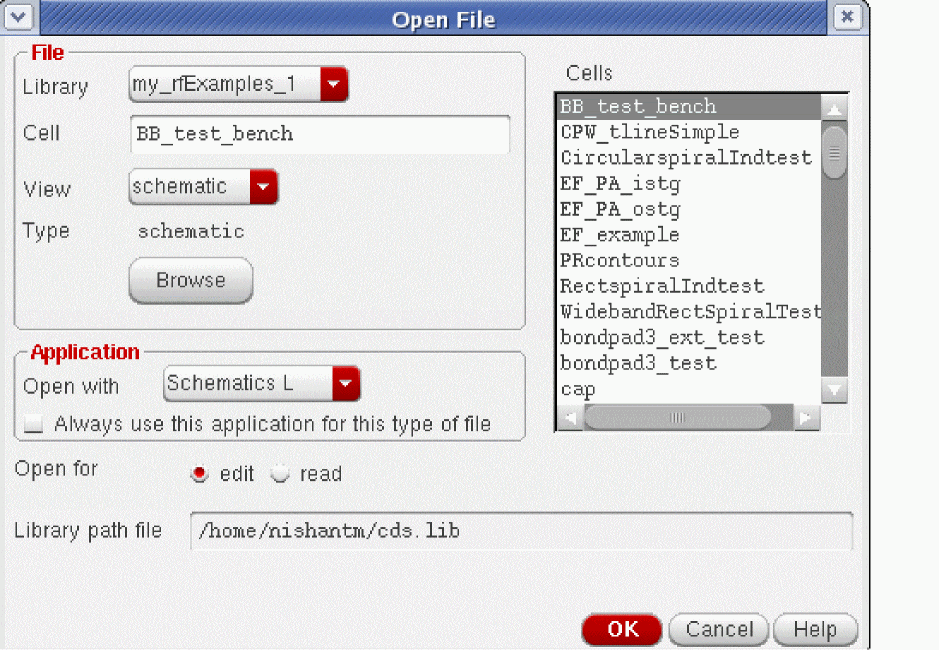 Open File
File
Library my_rfExamples_1
Cell BB_test_bench
View schematic
Type schematic
Browse
Application
Open with Schematics L
Always use this application for this type of file
Open for edit read
Library path file /home/nishantm/cds.lib
Cells
BB_test_bench
CPW_tlineSimple
CircularspiralIndtest
EF_PA_istg
EF_PA_ostg
EF_example
PRcontours
RectspiralIndtest
WidebandRectSpiralTest
bondpad3_ext_test
bondpad3_test
cap
OK Cancel Help